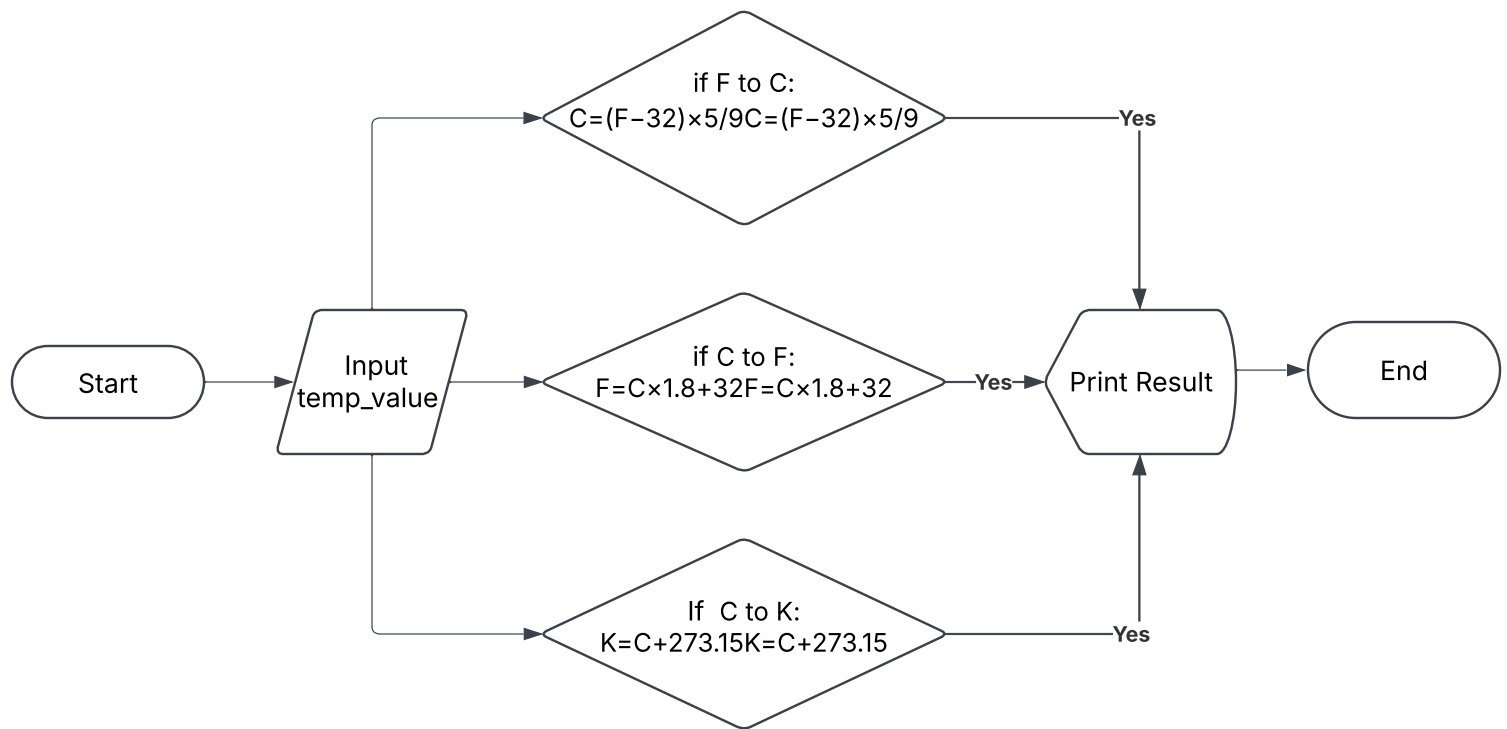 Start
Input
temp_value
if F to C:
C=(F−32)×5/9C=(F−32)×5/9
Yes
if C to F:
F=C×1.8+32F=C×1.8+32
Yes
If  C to K:
K=C+273.15K=C+273.15
Yes
Print Result
End